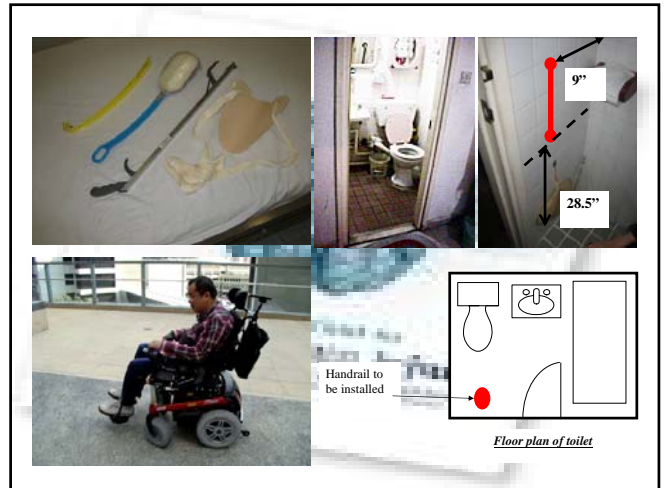 9”
28.5”
Handrail to
be installed
Floor plan of toilet